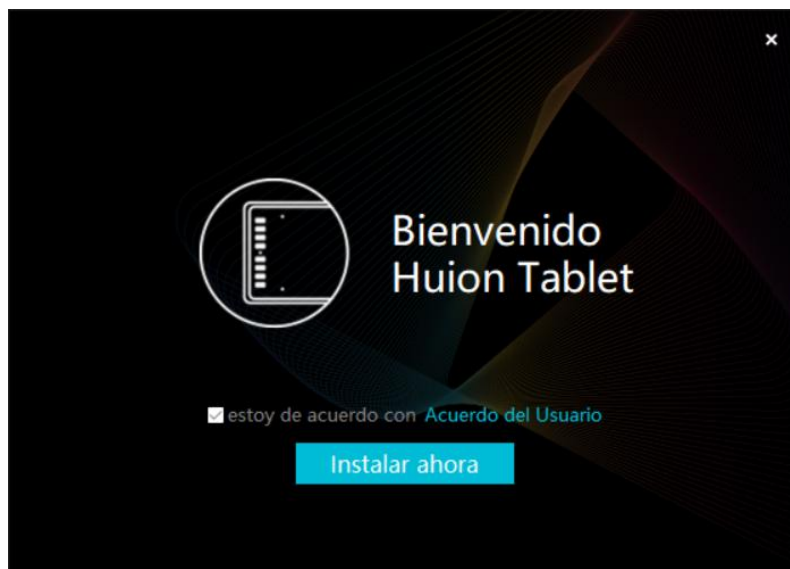 Bienvenido
Huion Tablet
estoy de acuerdo con Acuerdo del Usuario
Instalar ahora